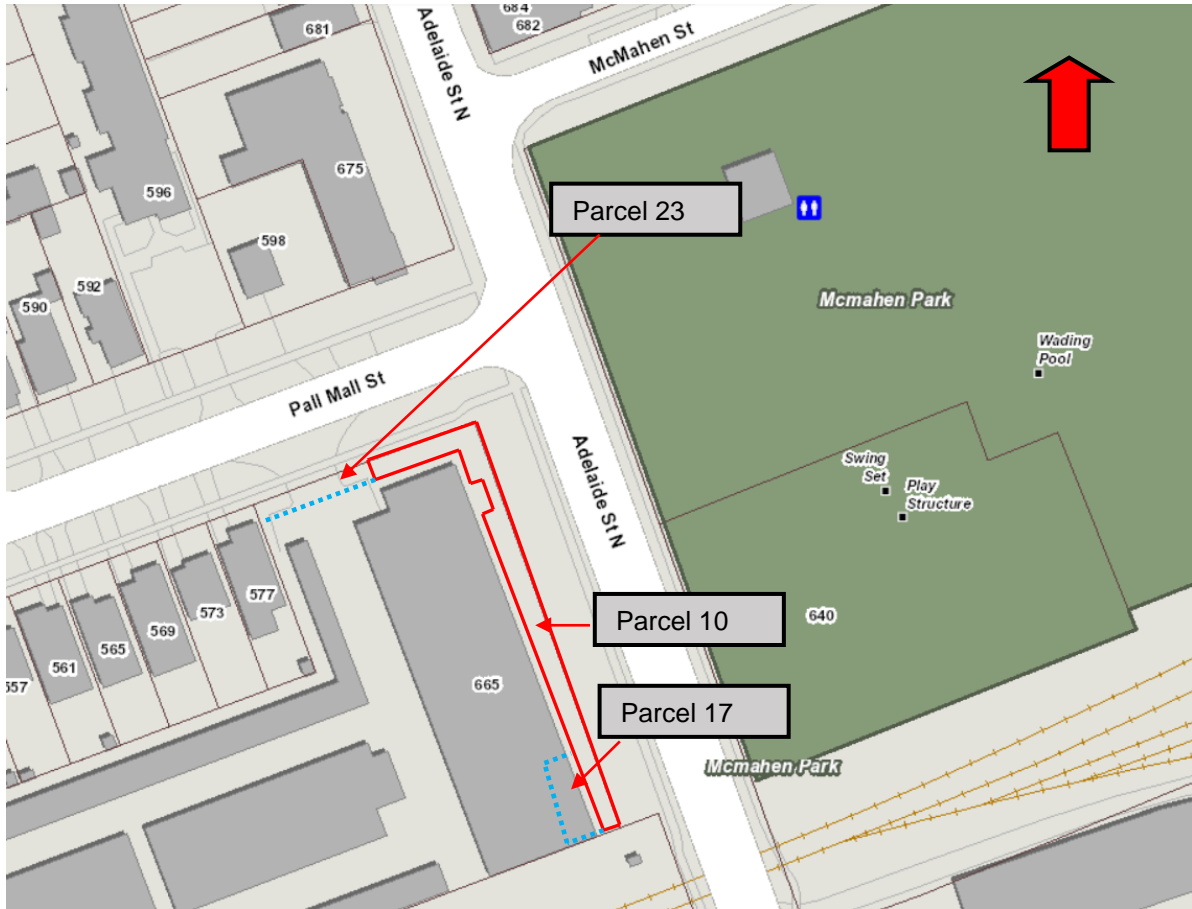 684
682
681
Adelaide St N
McMahen St
675
596
Parcel 23
598
590
592
Mcmahen Park
Wading
Pool
Pall Mall St
Adelaide St N
Swing
Set
Play
Structure
577
573
569
565
561
557
Parcel 10
640
665
Parcel 17
Mcmahen Park